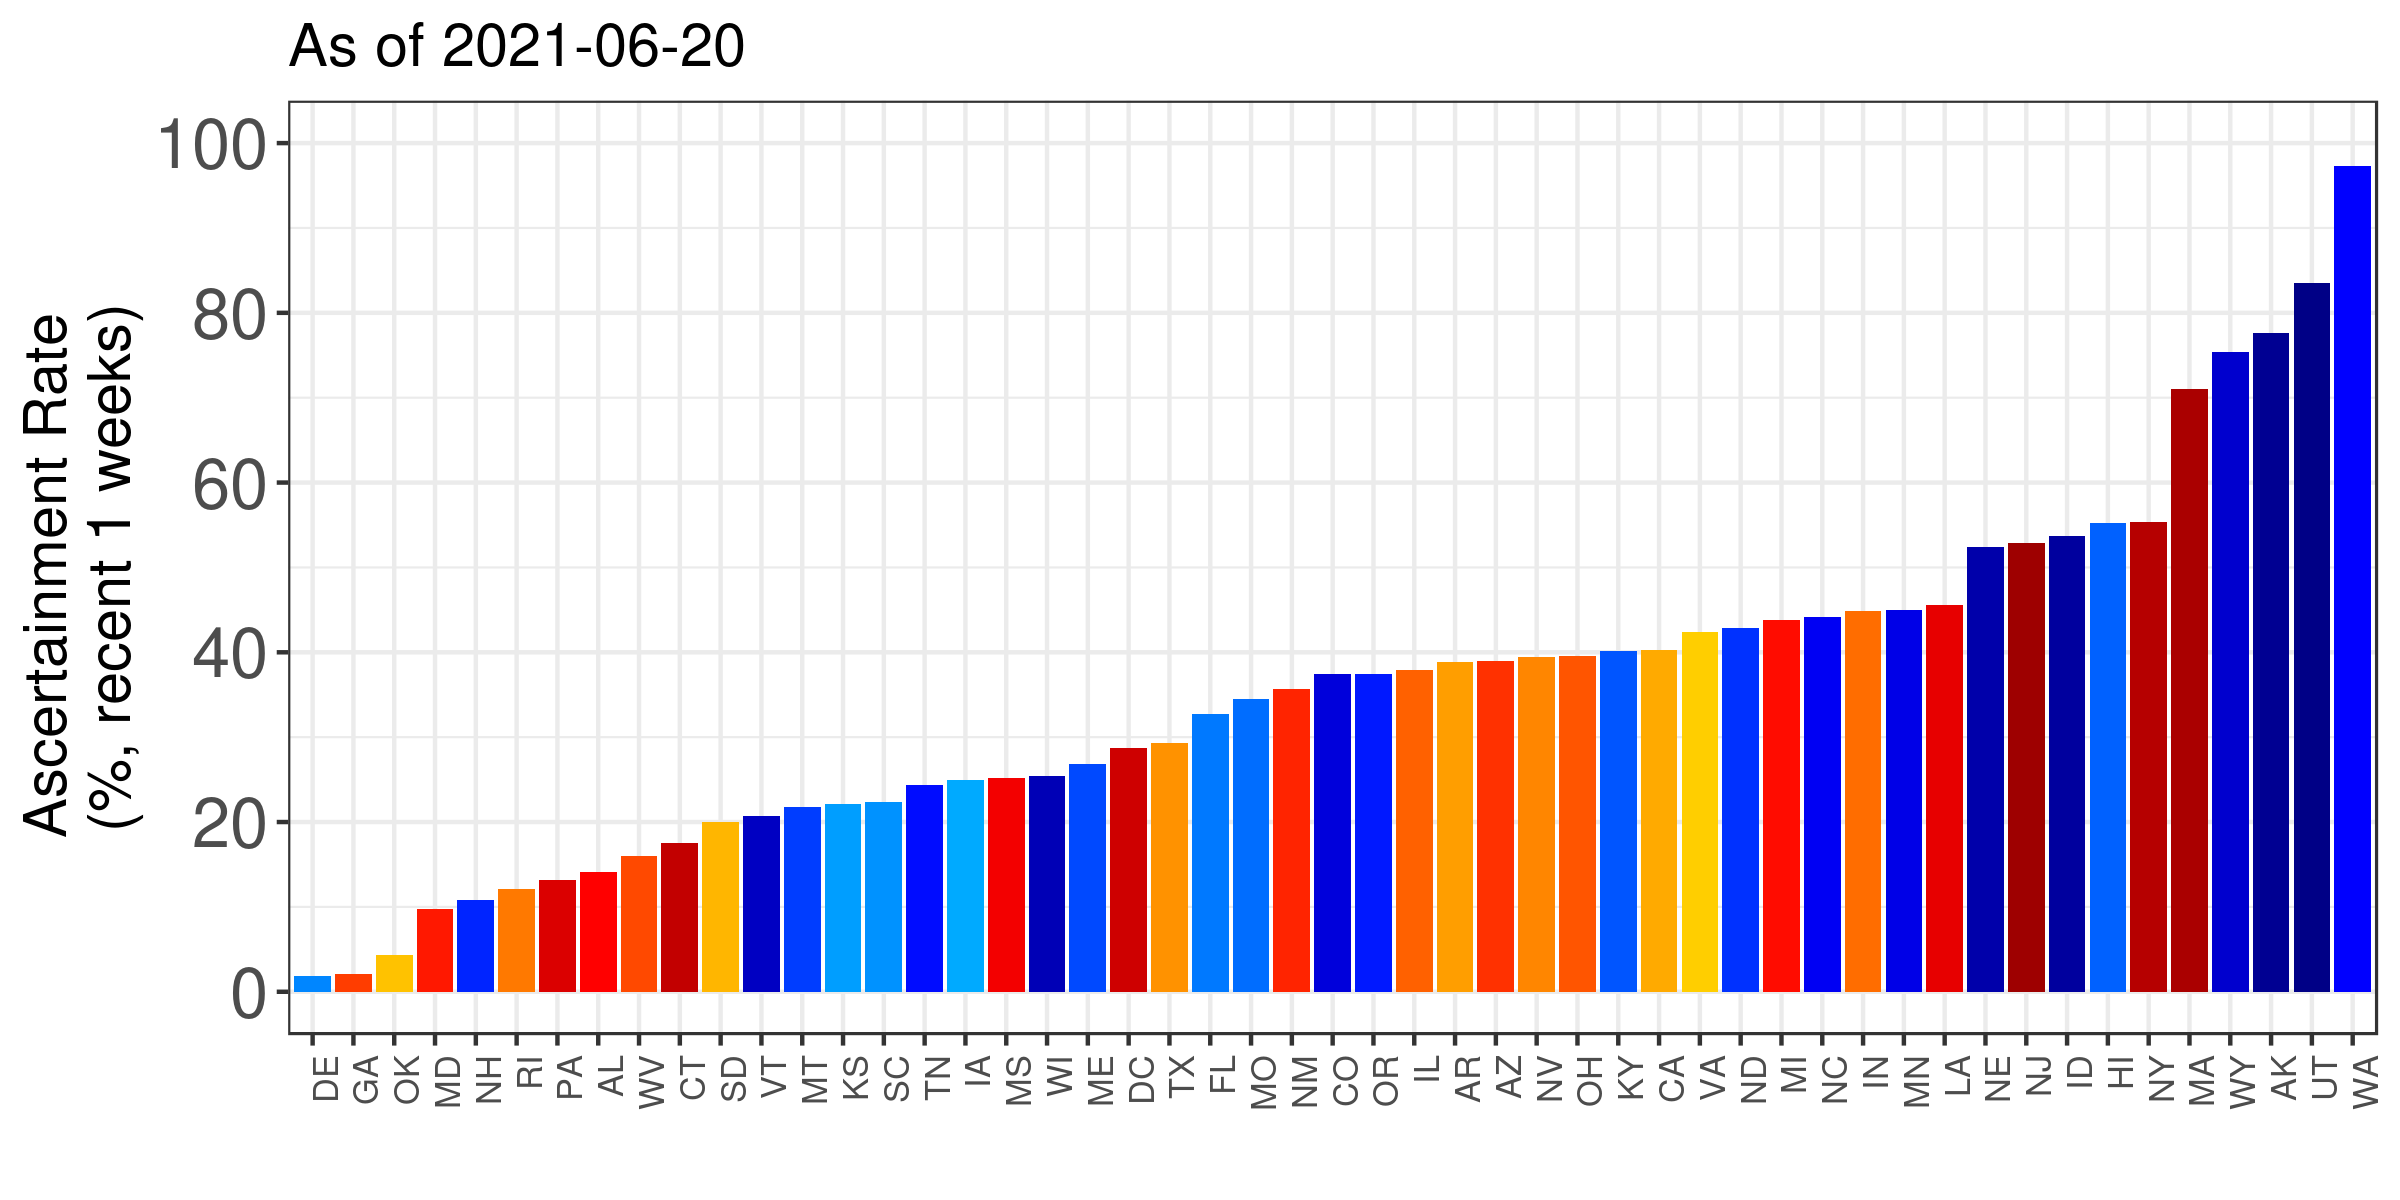 As of 2021-06-20
Ascertainment Rate
(%, recent 1 weeks)
100
80
60
40
20
0
DE GA OK MD NH RI PA AL WV CT SD VT MT KS SC TN IA MS WI ME DC TX FL MO NM CO OR IL AR AZ NV OH KY CA VA ND MI NC IN MN LA NE NJ ID HI NY MA WY AK UT WA